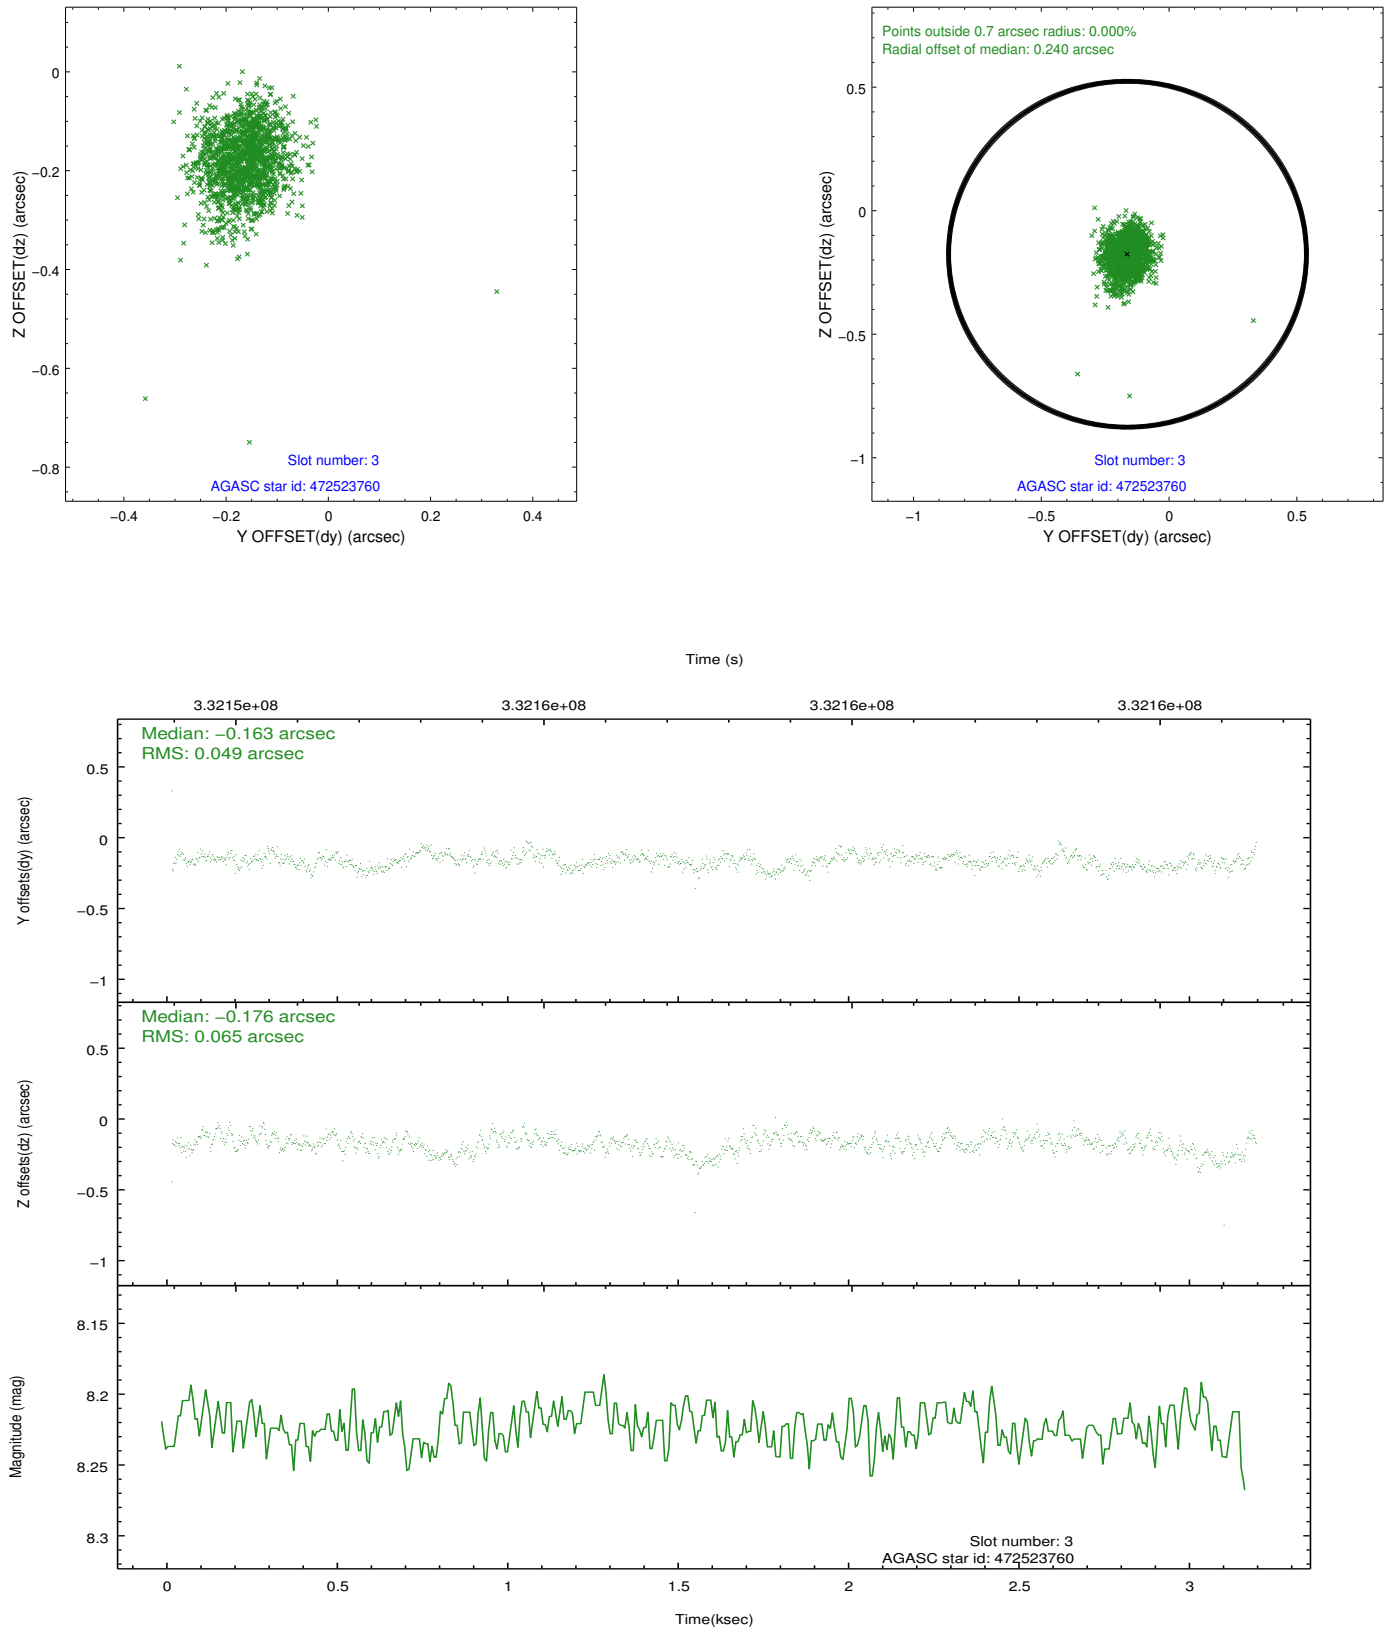 0
−0.2
−0.4
−0.6
−0.8
Z OFFSET(dz) (arcsec)
Slot number: 3
AGASC star id: 472523760
−0.4 −0.2 0 0.2 0.4
Y OFFSET(dy) (arcsec)
Points outside 0.7 arcsec radius: 0.000%
Radial offset of median: 0.240 arcsec
0.5
0
−0.5
−1
Z OFFSET(dz) (arcsec)
Slot number: 3
AGASC star id: 472523760
−1 −0.5 0 0.5
Y OFFSET(dy) (arcsec)
Time (s)
3.3215e+08 3.3216e+08 3.3216e+08 3.3216e+08
Median: −0.163 arcsec
RMS: 0.049 arcsec
0.5
0
−0.5
−1
Y offsets(dy) (arcsec)
Median: −0.176 arcsec
RMS: 0.065 arcsec
0.5
0
−0.5
−1
Z offsets(dz) (arcsec)
8.15
8.2
8.25
8.3
Magnitude (mag)
Slot number: 3
AGASC star id: 472523760
0 0.5 1 1.5 2 2.5 3
Time(ksec)